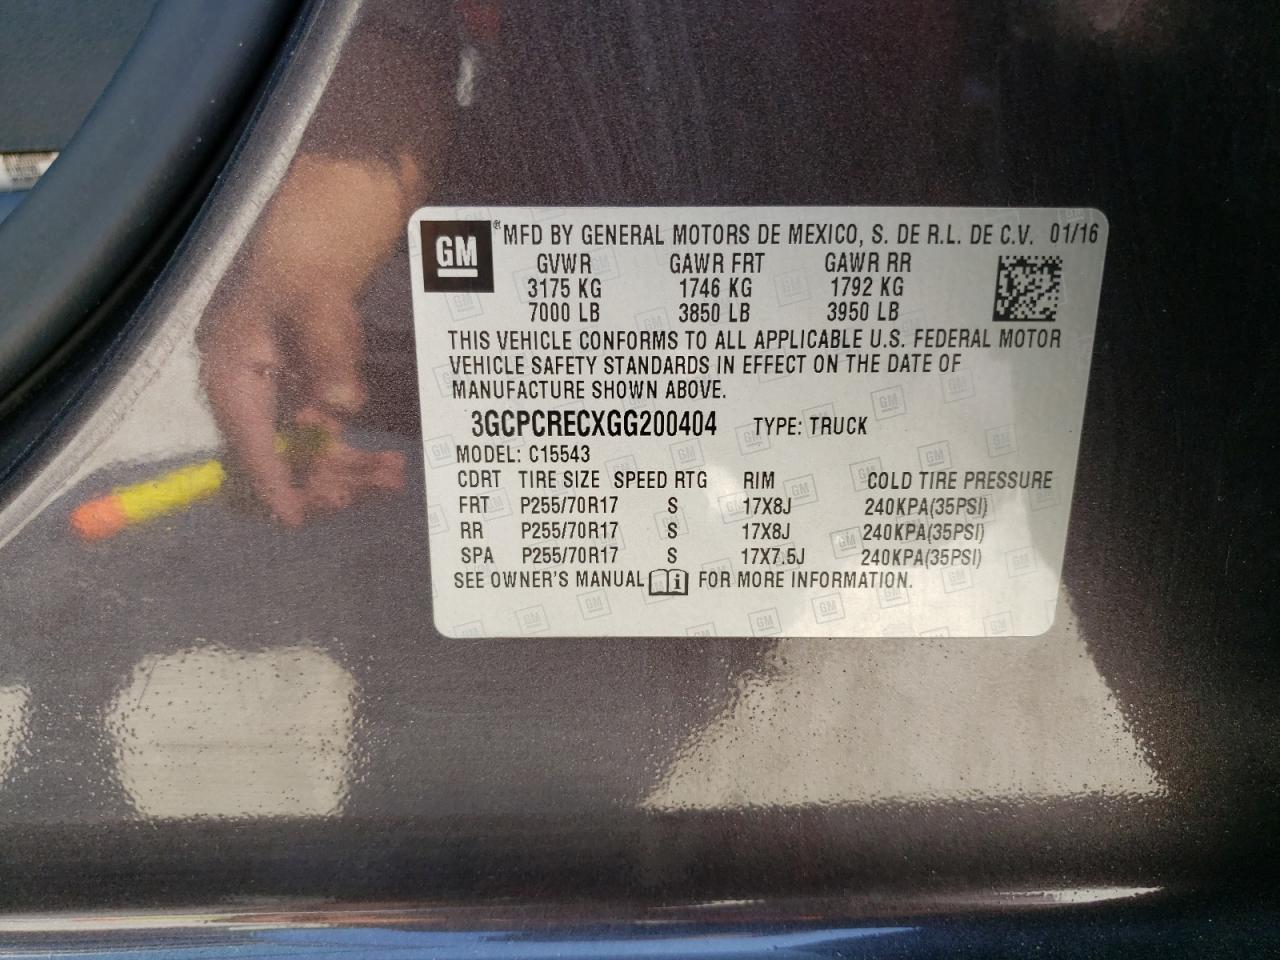 GM ® MFD BY GENERAL MOTORS DE MEXICO, S. DE R.L. DE C.V. 01/16
GVWR GAWR FRT GAWR RR
3175 KG 1746 KG 1792 KG
7000 LB 3850 LB 3950 LB
THIS VEHICLE CONFORMS TO ALL APPLICABLE U.S. FEDERAL MOTOR
VEHICLE SAFETY STANDARDS IN EFFECT ON THE DATE OF
MANUFACTURE SHOWN ABOVE.
3GCPCRECXGG200404 TYPE: TRUCK
MODEL: C15543
CDRT TIRE SIZE SPEED RTG RIM COLD TIRE PRESSURE
FRT P255/70R17 S 17X8J 240KPA(35PSI)
RR P255/70R17 S 17X8J 240KPA(35PSI)
SPA P255/70R17 S 17X7.5J 240KPA(35PSI)
SEE OWNER'S MANUAL i FOR MORE INFORMATION.